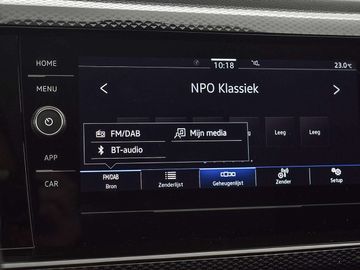 HOME
10:18
23.0°C
MENU
NPO Klassiek
FM/DAB
Mijn media
BT-audio
Leeg
Leeg
APP
CAR
FM/DAB
Bron
Zenderlijst
Geheugenlijst
Zender
Setup